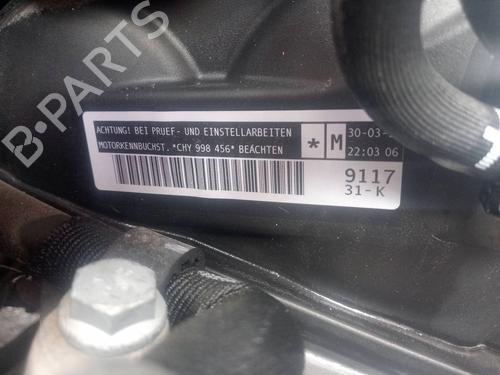 ACHTUNG! BEI PRUEF- UND EINSTELLARBEITEN
MOTORKENNBUCHST. *CHY 998 456* BEACHTEN
* M
30-03-
22:03 06
9117
31-K
B-PARTS